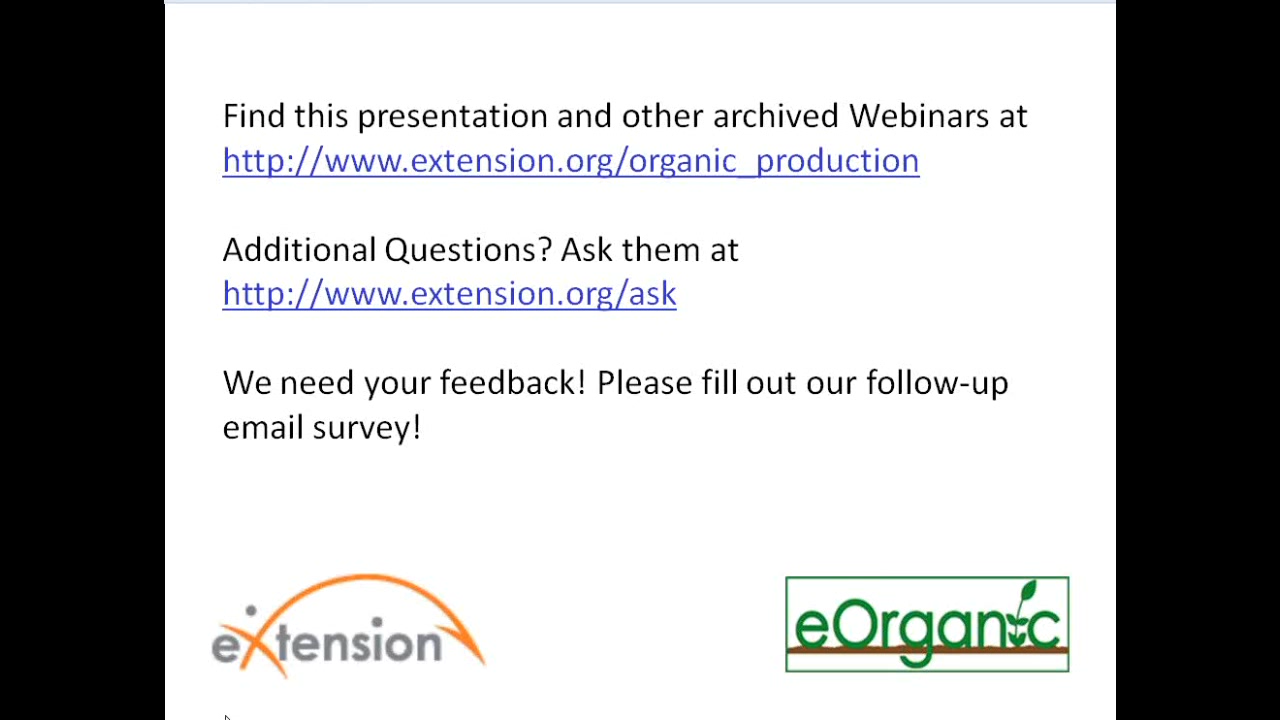 Find this presentation and other archived Webinars at
http://www.extension.org/organic_production
Additional Questions? Ask them at
http://www.extension.org/ask
We need your feedback! Please fill out our follow-up
email survey!
eXtension
eOrganic